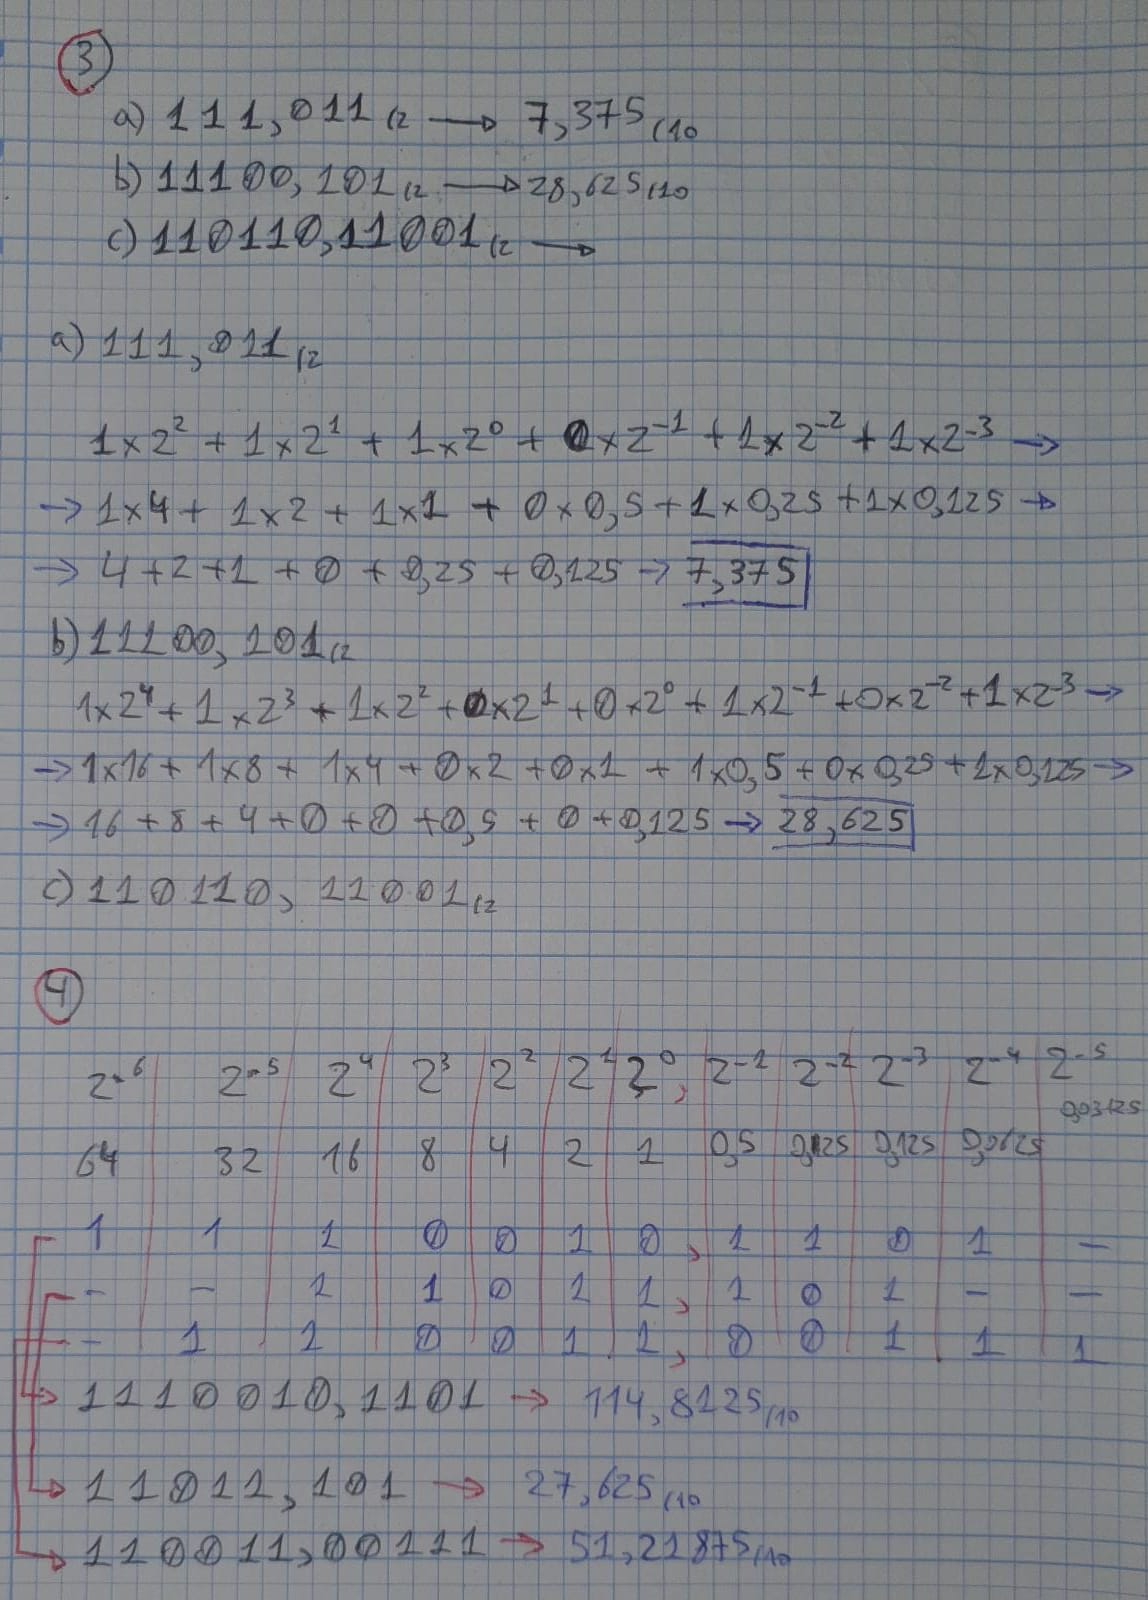 3
a) 111,011(2 → 7,375(10
b) 11100,101(2 → 28,625(10
c) 110110,11001(2 →
a) 111,011(2
1×2² + 1×2¹ + 1×2⁰ + 0×2⁻¹ + 1×2⁻² + 1×2⁻³ →
→ 1×4 + 1×2 + 1×1 + 0×0,5 + 1×0,25 + 1×0,125 →
→ 4+2+1+0+0,25+0,125 → 7,375
b) 11100,101(2
1×2⁴ + 1×2³ + 1×2² + 0×2¹ + 0×2⁰ + 1×2⁻¹ + 0×2⁻² + 1×2⁻³ →
→ 1×16 + 1×8 + 1×4 + 0×2 + 0×1 + 1×0,5 + 0×0,25 + 1×0,125 →
→ 16+8+4+0+0+0,5+0+0,125 → 28,625
c) 110110,11001(2
4
2⁻⁶ 2⁻⁵ 2⁴ 2³ 2² 2¹ 2⁰, 2⁻¹ 2⁻² 2⁻³ 2⁻⁴ 2⁻⁵
64 32 16 8 4 2 1 0,5 0,125 0,0625 0,03125
1 1 1 0 0 1 0, 1 1 0 1 -
- - 1 1 0 1 1, 1 0 1 - -
- 1 1 0 0 1 1, 0 0 1 1 1
→ 1110010,1101 → 114,8125(10
→ 11011,101 → 27,625(10
→ 110011,00111 → 51,21875(10